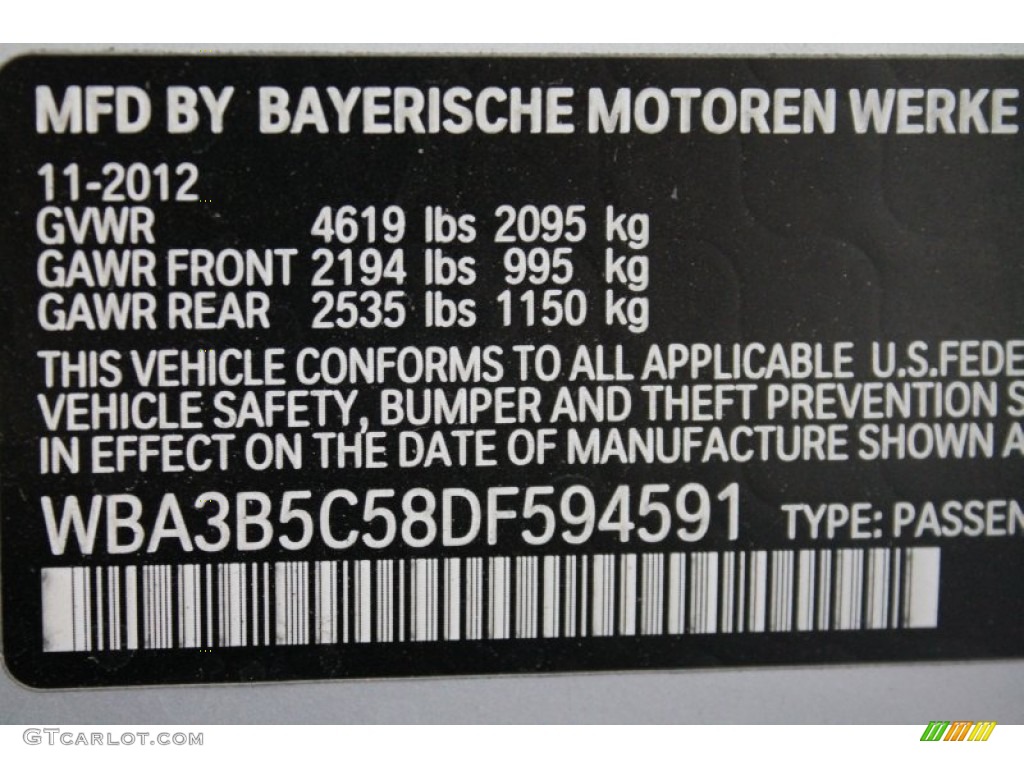 MFD BY BAYERISCHE MOTOREN WERKE
11-2012
GVWR 4619 lbs 2095 kg
GAWR FRONT 2194 lbs 995 kg
GAWR REAR 2535 lbs 1150 kg
THIS VEHICLE CONFORMS TO ALL APPLICABLE U.S.FEDE
VEHICLE SAFETY, BUMPER AND THEFT PREVENTION S
IN EFFECT ON THE DATE OF MANUFACTURE SHOWN A
WBA3B5C58DF594591 TYPE: PASSEN
GTCARLOT.COM